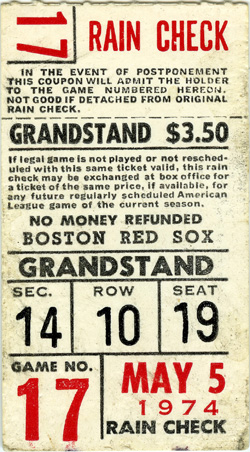 17
RAIN CHECK
IN THE EVENT OF POSTPONEMENT
THIS COUPON WILL ADMIT THE HOLDER
TO THE GAME NUMBERED HEREON.
NOT GOOD IF DETACHED FROM ORIGINAL
RAIN CHECK.
GRANDSTAND $3.50
If legal game is not played or not resched-
uled with this same ticket valid, this rain
check may be exchanged at box office for
a ticket of the same price, if available, for
any future regularly scheduled American
League game of the current season.
NO MONEY REFUNDED
BOSTON RED SOX
GRANDSTAND
SEC. ROW SEAT
14 10 19
GAME NO.
17
MAY 5
1974
RAIN CHECK